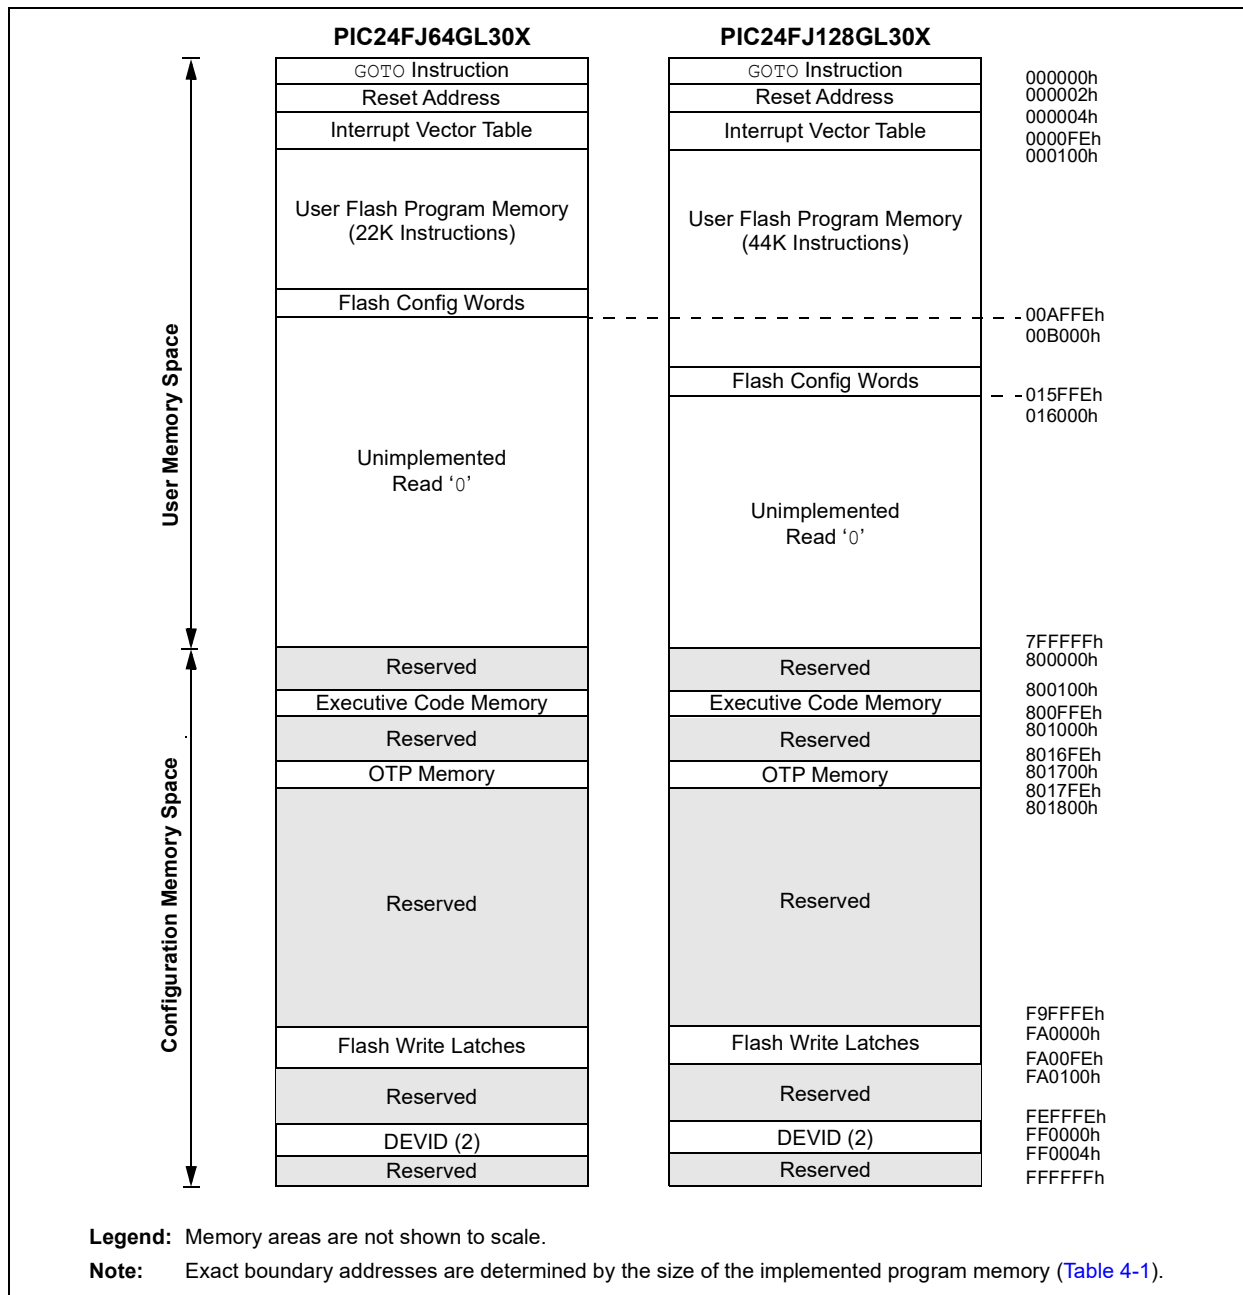 PIC24FJ64GL30X
GOTO Instruction
Reset Address
Interrupt Vector Table
User Flash Program Memory
(22K Instructions)
Flash Config Words
Unimplemented
Read ‘0’
Reserved
Executive Code Memory
Reserved
OTP Memory
Reserved
Flash Write Latches
Reserved
DEVID (2)
Reserved
PIC24FJ128GL30X
GOTO Instruction
Reset Address
Interrupt Vector Table
User Flash Program Memory
(44K Instructions)
Flash Config Words
Unimplemented
Read ‘0’
Reserved
Executive Code Memory
Reserved
OTP Memory
Reserved
Flash Write Latches
Reserved
DEVID (2)
Reserved
000000h
000002h
000004h
0000FEh
000100h
00AFFEh
00B000h
015FFEh
016000h
7FFFFFh
800000h
800100h
800FFEh
801000h
8016FEh
801700h
8017FEh
801800h
F9FFFEh
FA0000h
FA00FEh
FA0100h
FEFFFEh
FF0000h
FF0004h
FFFFFFh
User Memory Space
Configuration Memory Space
Legend: Memory areas are not shown to scale.
Note: Exact boundary addresses are determined by the size of the implemented program memory (Table 4-1).